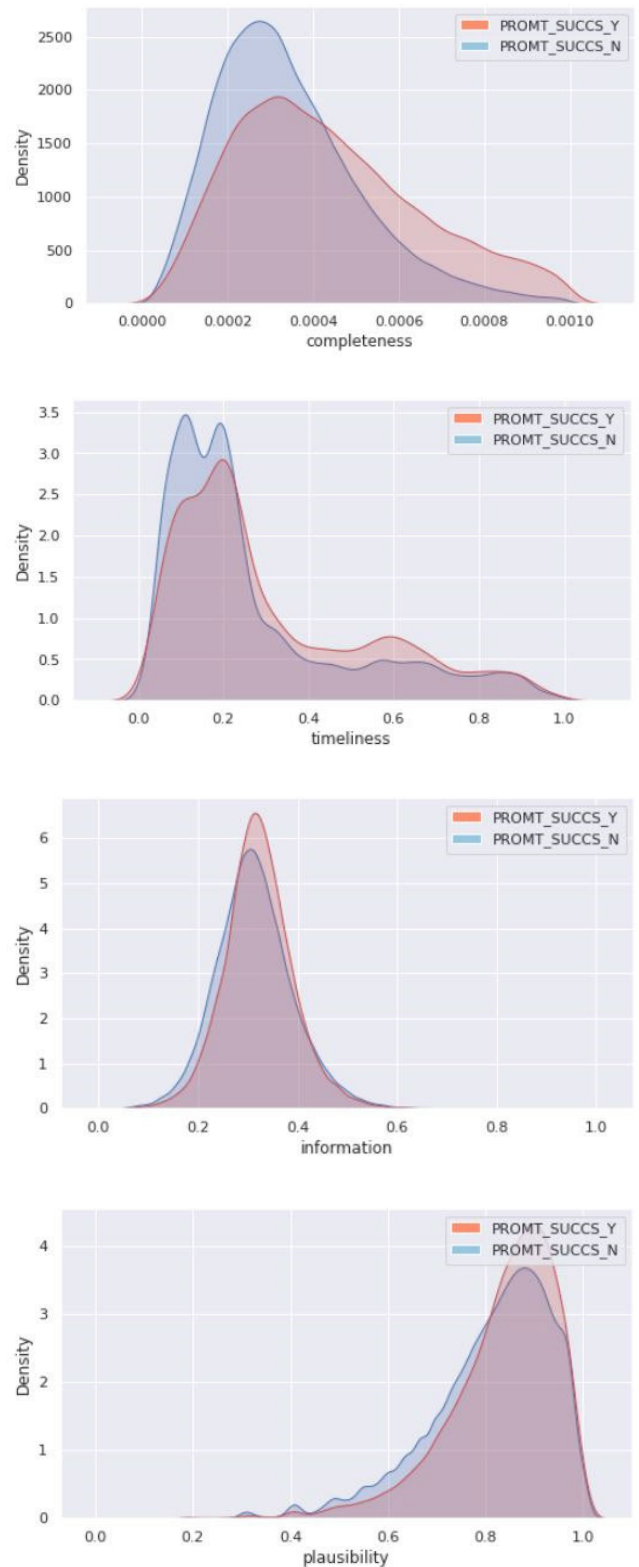 2500
2000
1500
1000
500
0
Density
PROMT_SUCCS_Y
PROMT_SUCCS_N
0.0000 0.0002 0.0004 0.0006 0.0008 0.0010
completeness
3.5
3.0
2.5
2.0
1.5
1.0
0.5
0.0
Density
PROMT_SUCCS_Y
PROMT_SUCCS_N
0.0 0.2 0.4 0.6 0.8 1.0
timeliness
6
5
4
3
2
1
0
Density
PROMT_SUCCS_Y
PROMT_SUCCS_N
0.0 0.2 0.4 0.6 0.8 1.0
information
4
3
2
1
0
Density
PROMT_SUCCS_Y
PROMT_SUCCS_N
0.0 0.2 0.4 0.6 0.8 1.0
plausibility